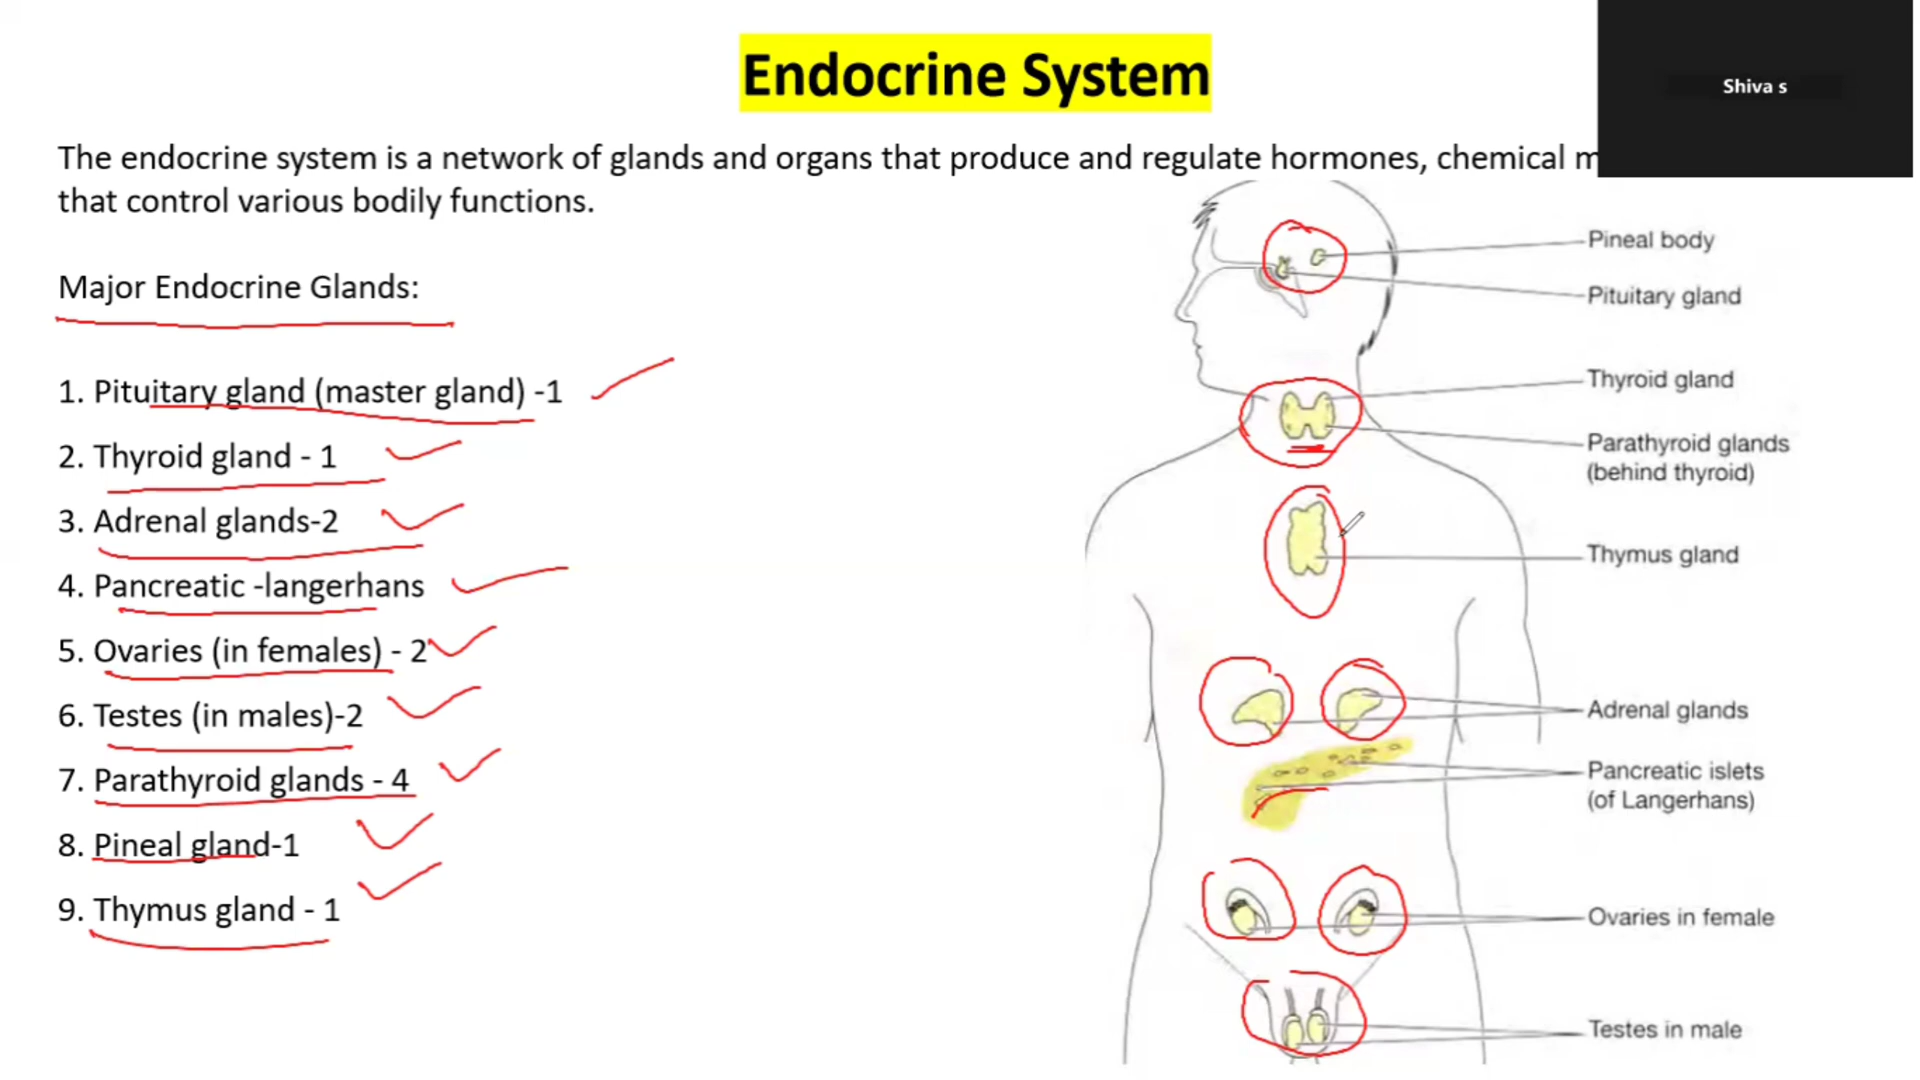 Endocrine System
Shiva s
The endocrine system is a network of glands and organs that produce and regulate hormones, chemical
that control various bodily functions.
Major Endocrine Glands:
1. Pituitary gland (master gland) -1
2. Thyroid gland - 1
3. Adrenal glands-2
4. Pancreatic -langerhans
5. Ovaries (in females) - 2
6. Testes (in males)-2
7. Parathyroid glands - 4
8. Pineal gland-1
9. Thymus gland - 1
Pineal body
Pituitary gland
Thyroid gland
Parathyroid glands
(behind thyroid)
Thymus gland
Adrenal glands
Pancreatic islets
(of Langerhans)
Ovaries in female
Testes in male